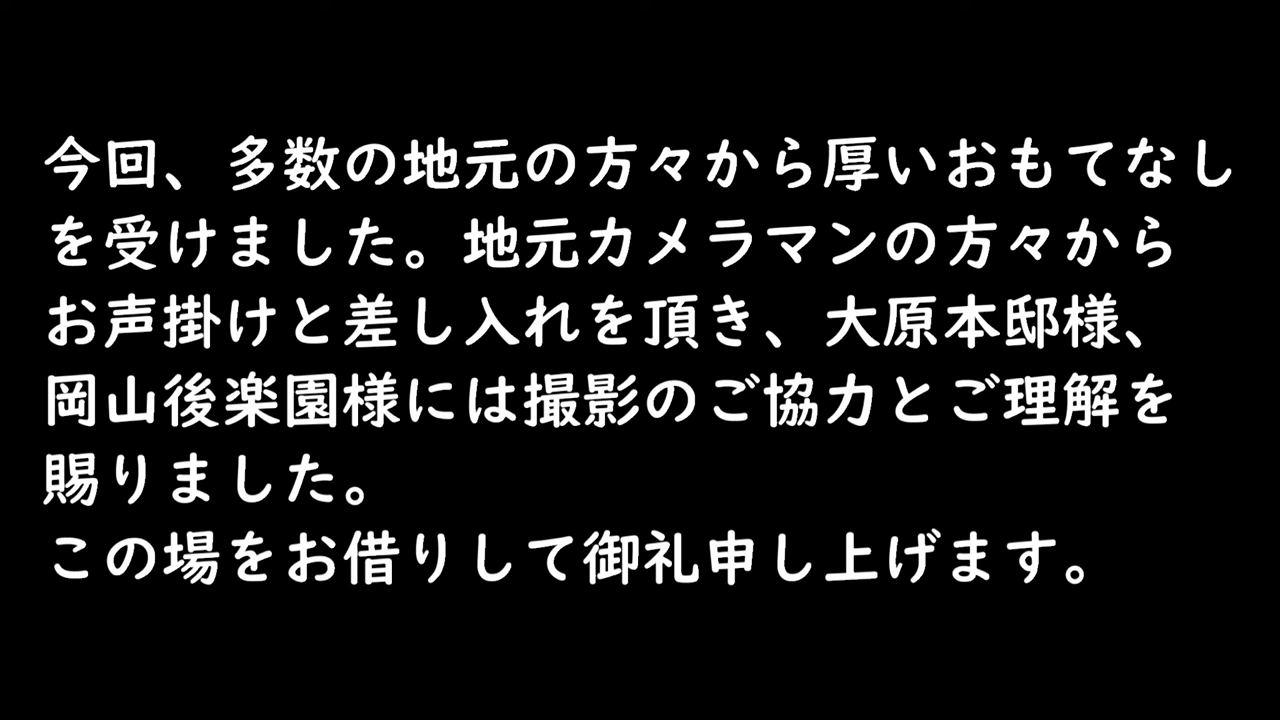 今回、多数の地元の方々から厚いおもてなし
を受けました。地元カメラマンの方々から
お声掛けと差し入れを頂き、大原本邸様、
岡山後楽園様には撮影のご協力とご理解を
賜りました。
この場をお借りして御礼申し上げます。